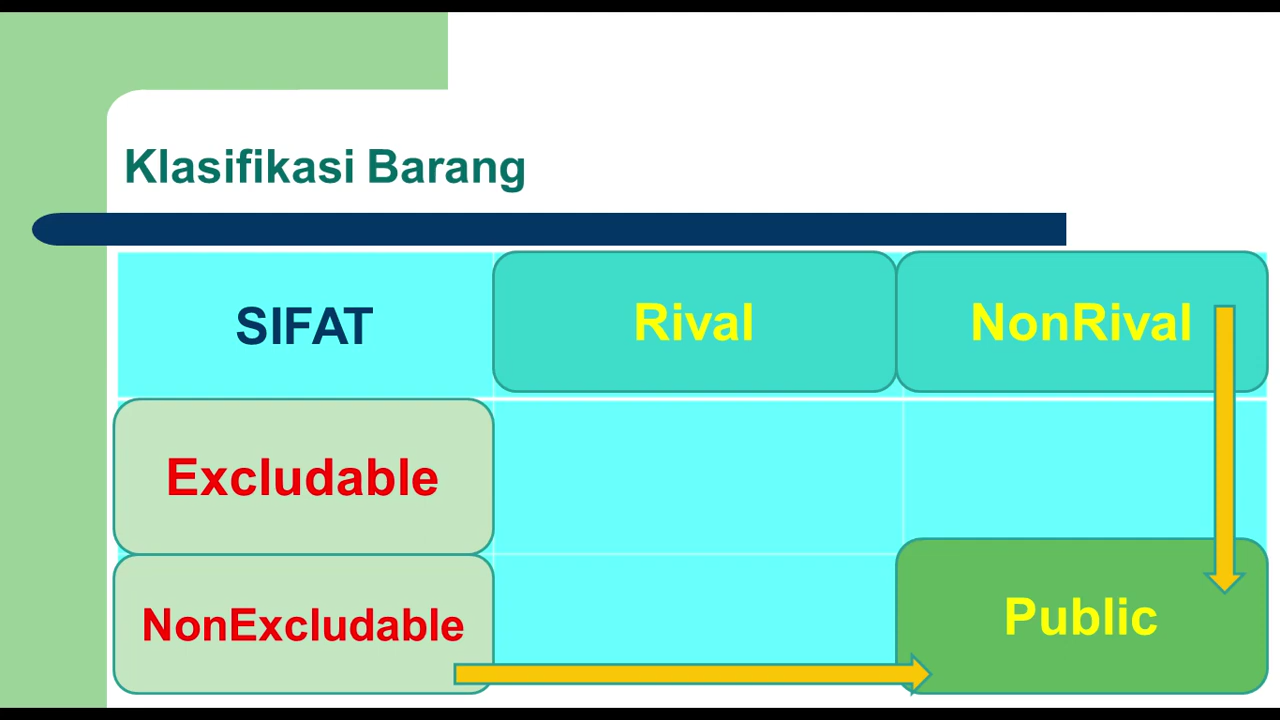 Klasifikasi Barang
SIFAT
Rival
NonRival
Excludable
NonExcludable
Public